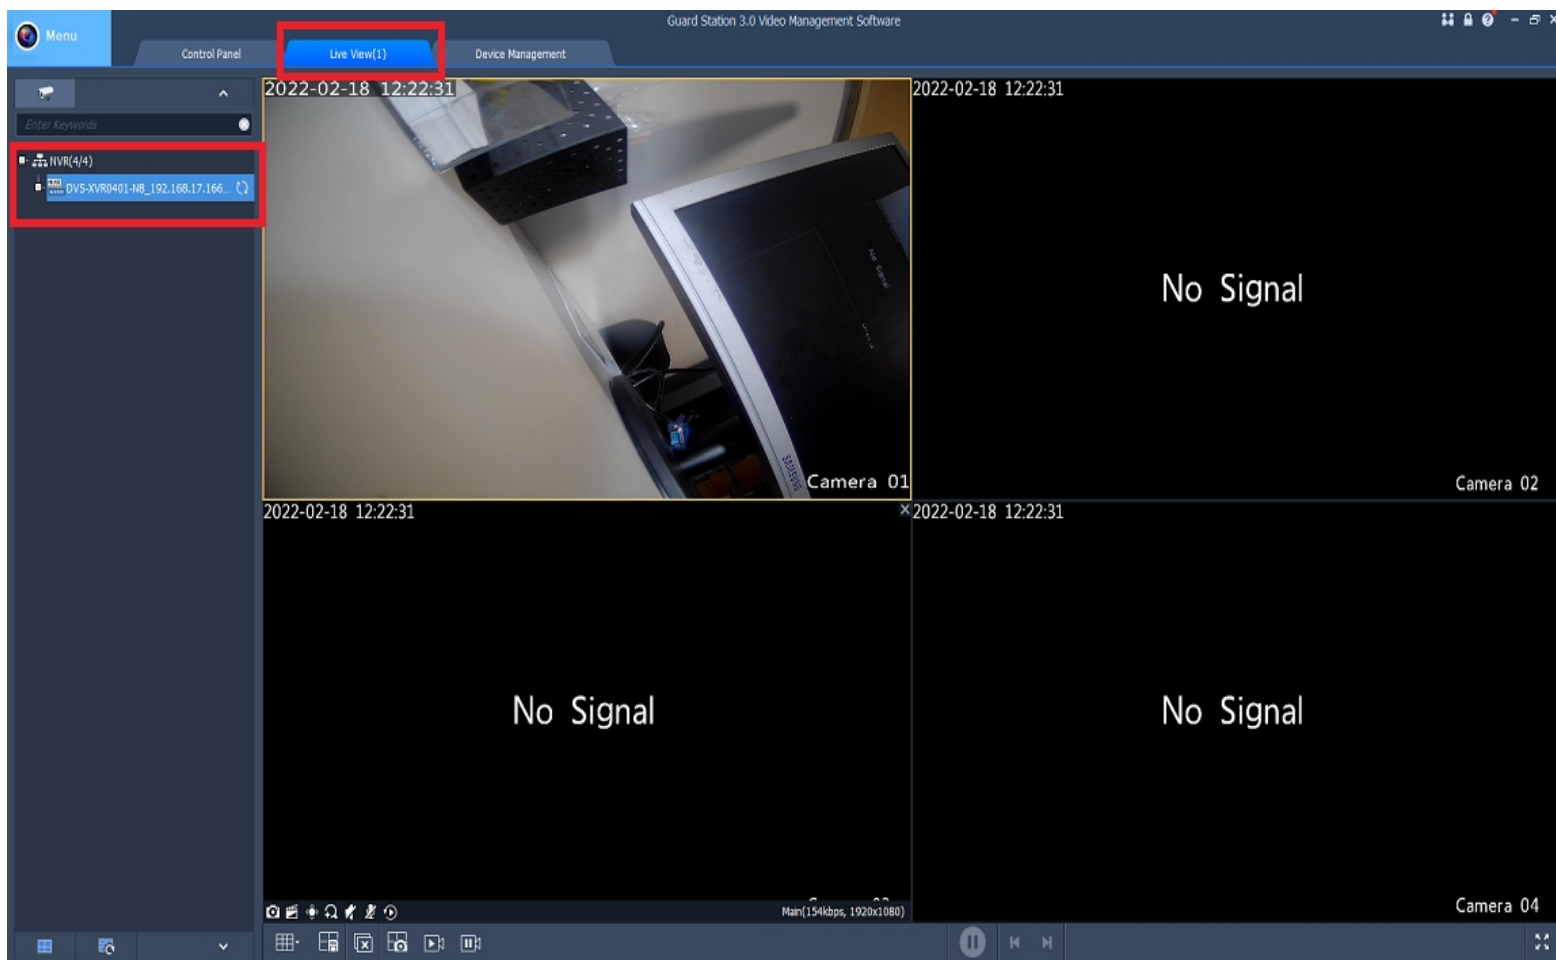 Guard Station 3.0 Video Management Software
Menu
Control Panel
Live View(1)
Device Management
Enter Keywords
NVR(4/4)
DVS-XVR0401-N8_192.168.17.166...
2022-02-18 12:22:31
No Signal
SAMSUNG
Camera 01
2022-02-18 12:22:31
No Signal
Camera 02
2022-02-18 12:22:31
No Signal
Main(154kbps, 1920x1080)
2022-02-18 12:22:31
No Signal
Camera 04